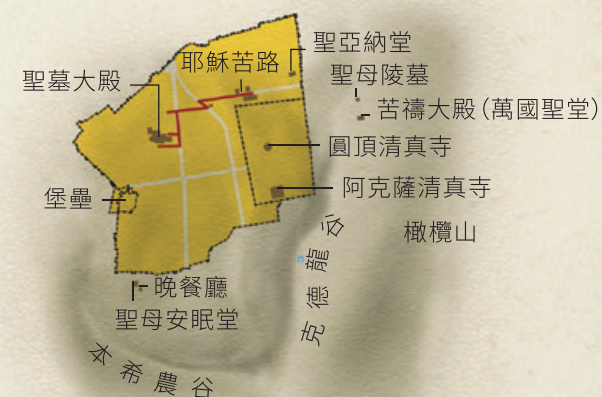 聖亞納堂
耶穌苦路
聖母陵墓
聖墓大殿
苦禱大殿(萬國聖堂)
圓頂清真寺
阿克薩清真寺
堡壘
橄欖山
克德龍谷
晚餐廳
聖母安眠堂
本希農谷